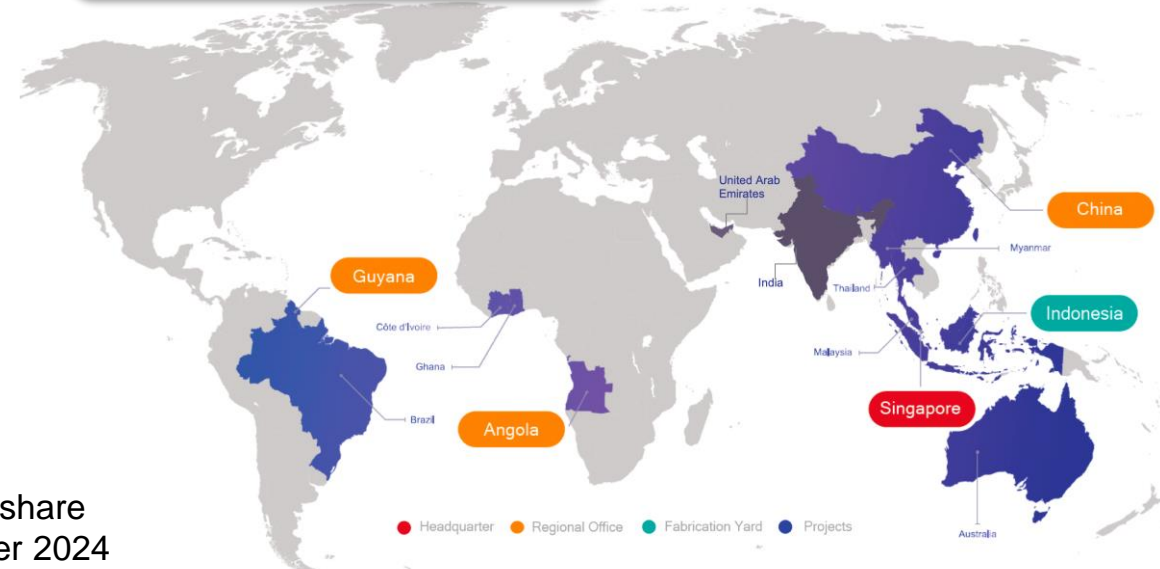 United Arab
Emirates
China
Myanmar
India
Thailand
Guyana
Côte d'Ivoire
Indonesia
Malaysia
Ghana
Singapore
Brazil
Angola
share
er 2024
Headquarter
Regional Office
Fabrication Yard
Projects
Australia